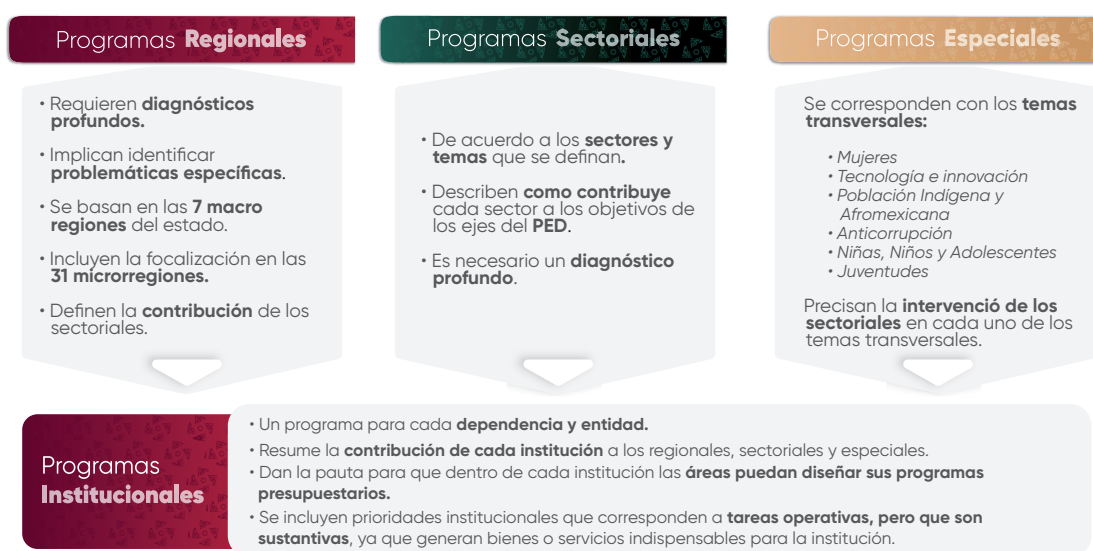 Programas Regionales
• Requieren diagnósticos
profundos.
• Implican identificar
problemáticas específicas.
• Se basan en las 7 macro
regiones del estado.
• Incluyen la focalización en las
31 microrregiones.
• Definen la contribución de los
sectoriales.
Programas Sectoriales
• De acuerdo a los sectores y
temas que se definan.
• Describen como contribuye
cada sector a los objetivos de
los ejes del PED.
• Es necesario un diagnóstico
profundo.
Programas Especiales
Se corresponden con los temas
transversales:
• Mujeres
• Tecnología e innovación
• Población Indígena y
Afromexicana
• Anticorrupción
• Niñas, Niños y Adolescentes
• Juventudes
Precisan la intervenció de los
sectoriales en cada uno de los
temas transversales.
Programas
Institucionales
• Un programa para cada dependencia y entidad.
• Resume la contribución de cada institución a los regionales, sectoriales y especiales.
• Dan la pauta para que dentro de cada institución las áreas puedan diseñar sus programas
presupuestarios.
• Se incluyen prioridades institucionales que corresponden a tareas operativas, pero que son
sustantivas, ya que generan bienes o servicios indispensables para la institución.